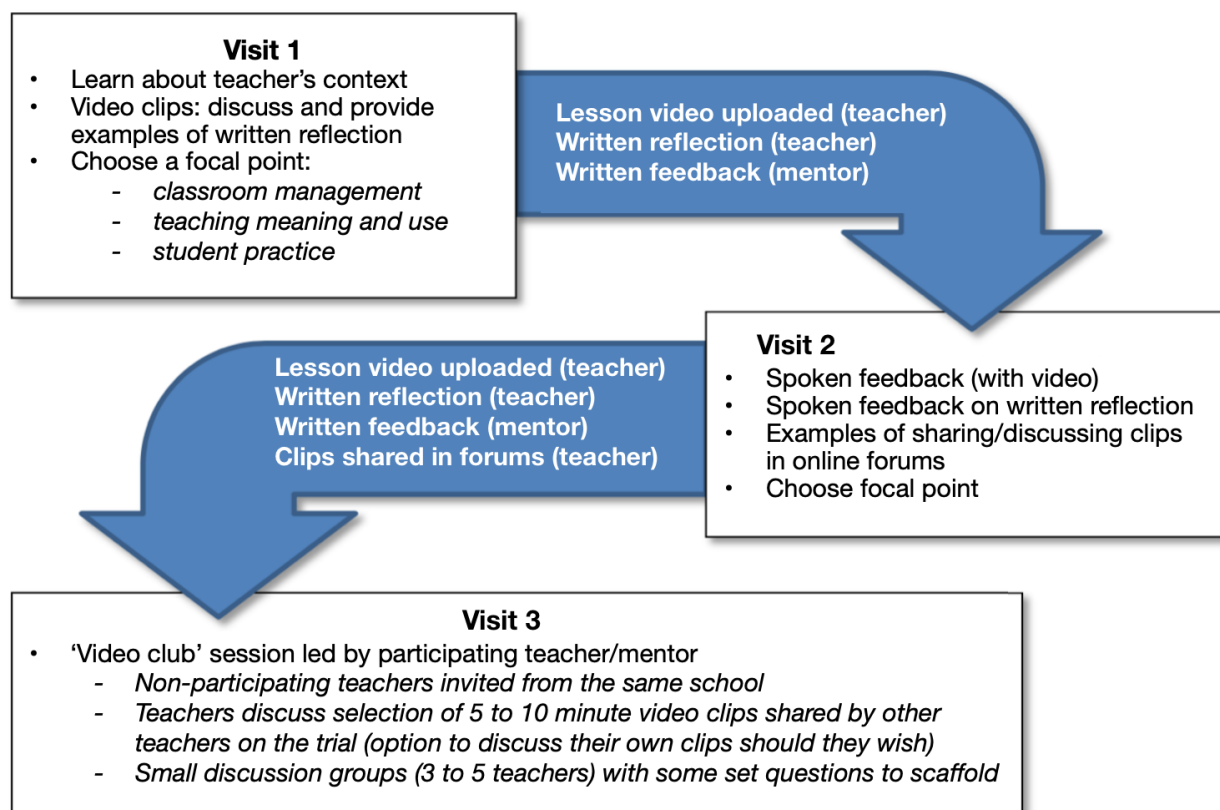 Visit 1
• Learn about teacher’s context
• Video clips: discuss and provide
examples of written reflection
• Choose a focal point:
- classroom management
- teaching meaning and use
- student practice
Lesson video uploaded (teacher)
Written reflection (teacher)
Written feedback (mentor)
Visit 2
• Spoken feedback (with video)
• Spoken feedback on written reflection
• Examples of sharing/discussing clips
in online forums
• Choose focal point
Lesson video uploaded (teacher)
Written reflection (teacher)
Written feedback (mentor)
Clips shared in forums (teacher)
Visit 3
• ‘Video club’ session led by participating teacher/mentor
- Non-participating teachers invited from the same school
- Teachers discuss selection of 5 to 10 minute video clips shared by other
teachers on the trial (option to discuss their own clips should they wish)
- Small discussion groups (3 to 5 teachers) with some set questions to scaffold